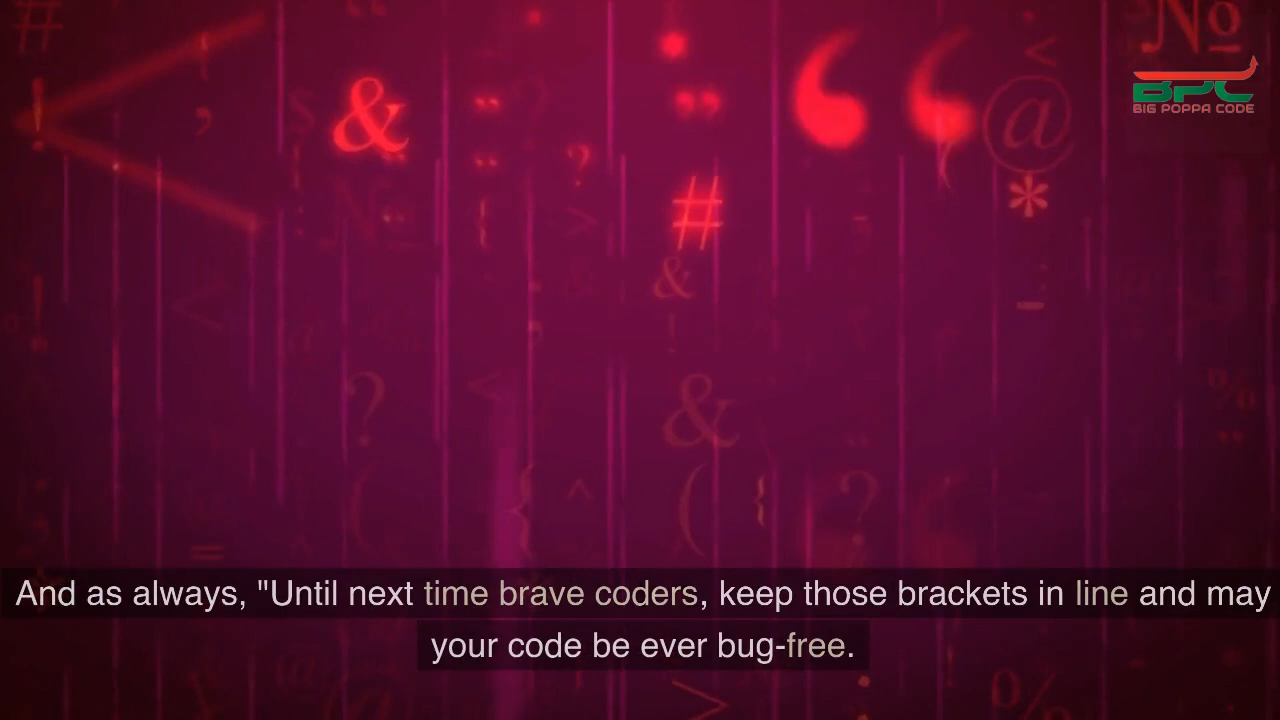 BPC
BIG POPPA CODE
And as always, "Until next time brave coders, keep those brackets in line and may
your code be ever bug-free.